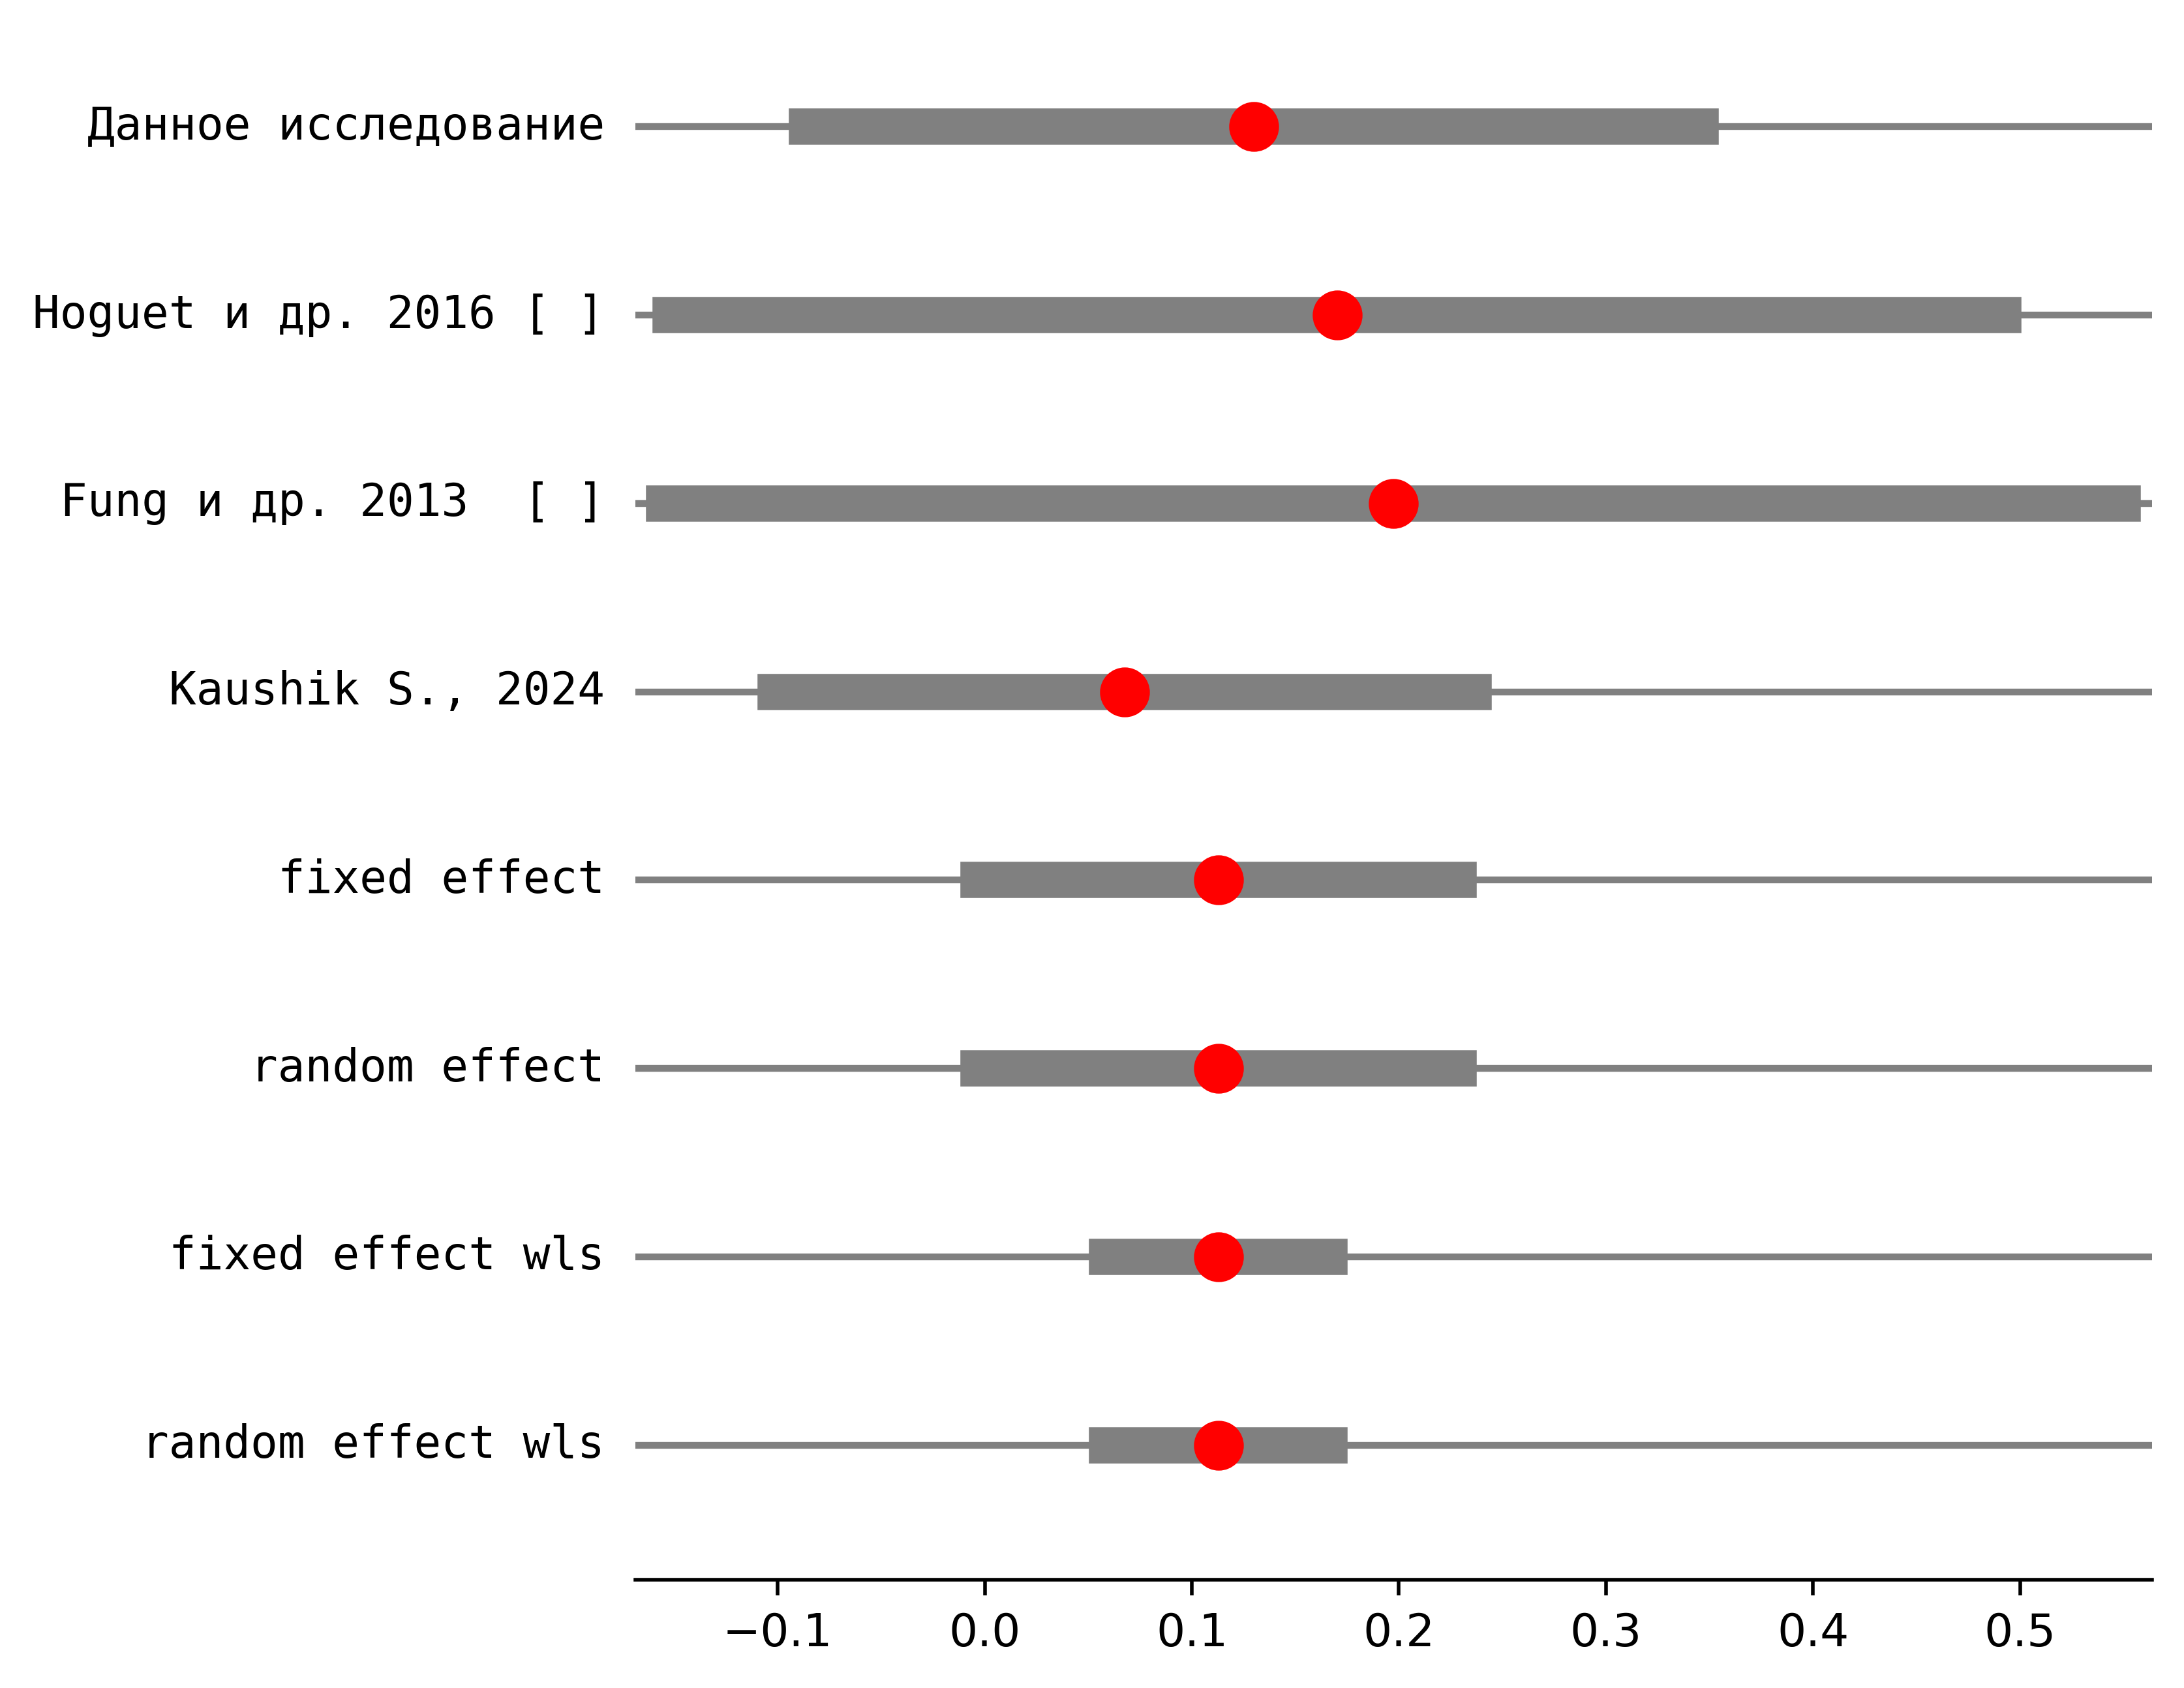 Данное исследование
Hoguet и др. 2016 [ ]
Fung и др. 2013  [ ]
Kaushik S., 2024
fixed effect
random effect
fixed effect wls
random effect wls
−0.1 0.0 0.1 0.2 0.3 0.4 0.5